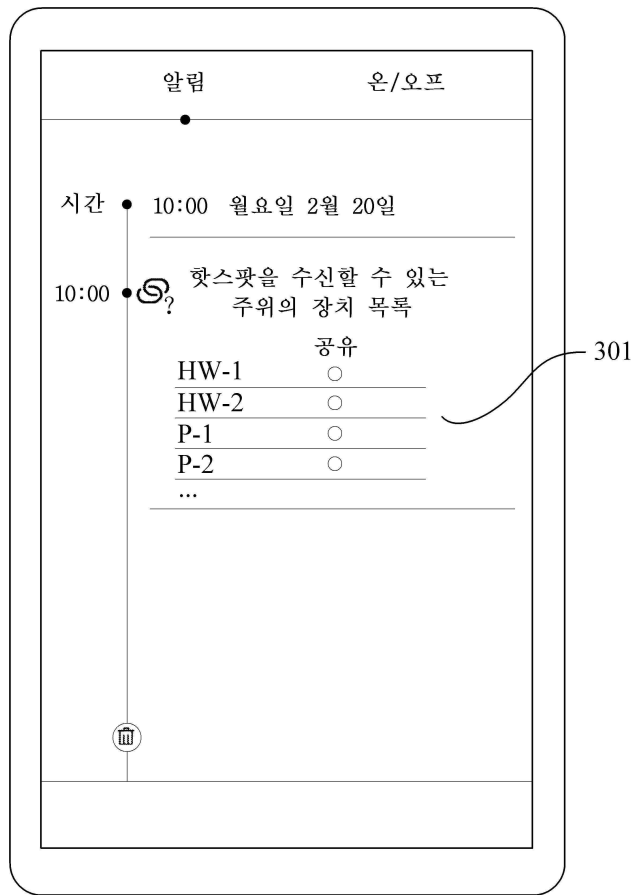 알림 온/오프
시간 10:00 월요일 2월 20일
10:00 ? 핫스팟을 수신할 수 있는
주위의 장치 목록
공유
HW-1
HW-2
P-1
P-2
...
301